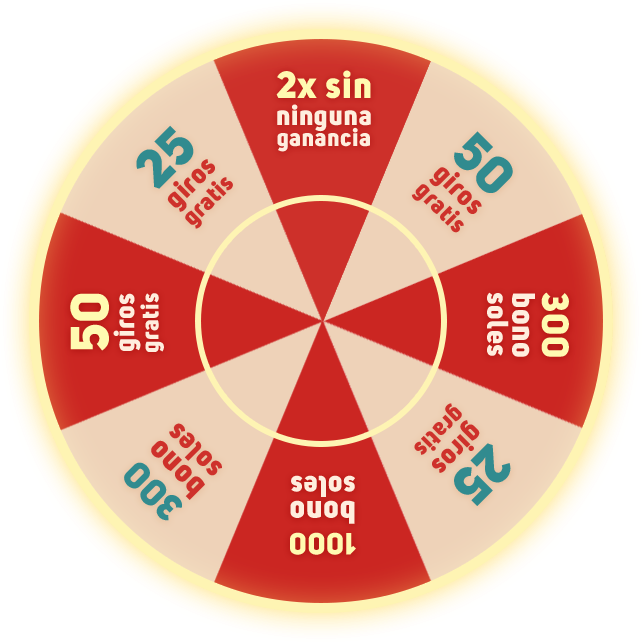 2x sin
ninguna
ganancia
50
giros
gratis
300
bono
soles
25
giros
gratis
1000
bono
soles
300
bono
soles
50
giros
gratis
25
giros
gratis